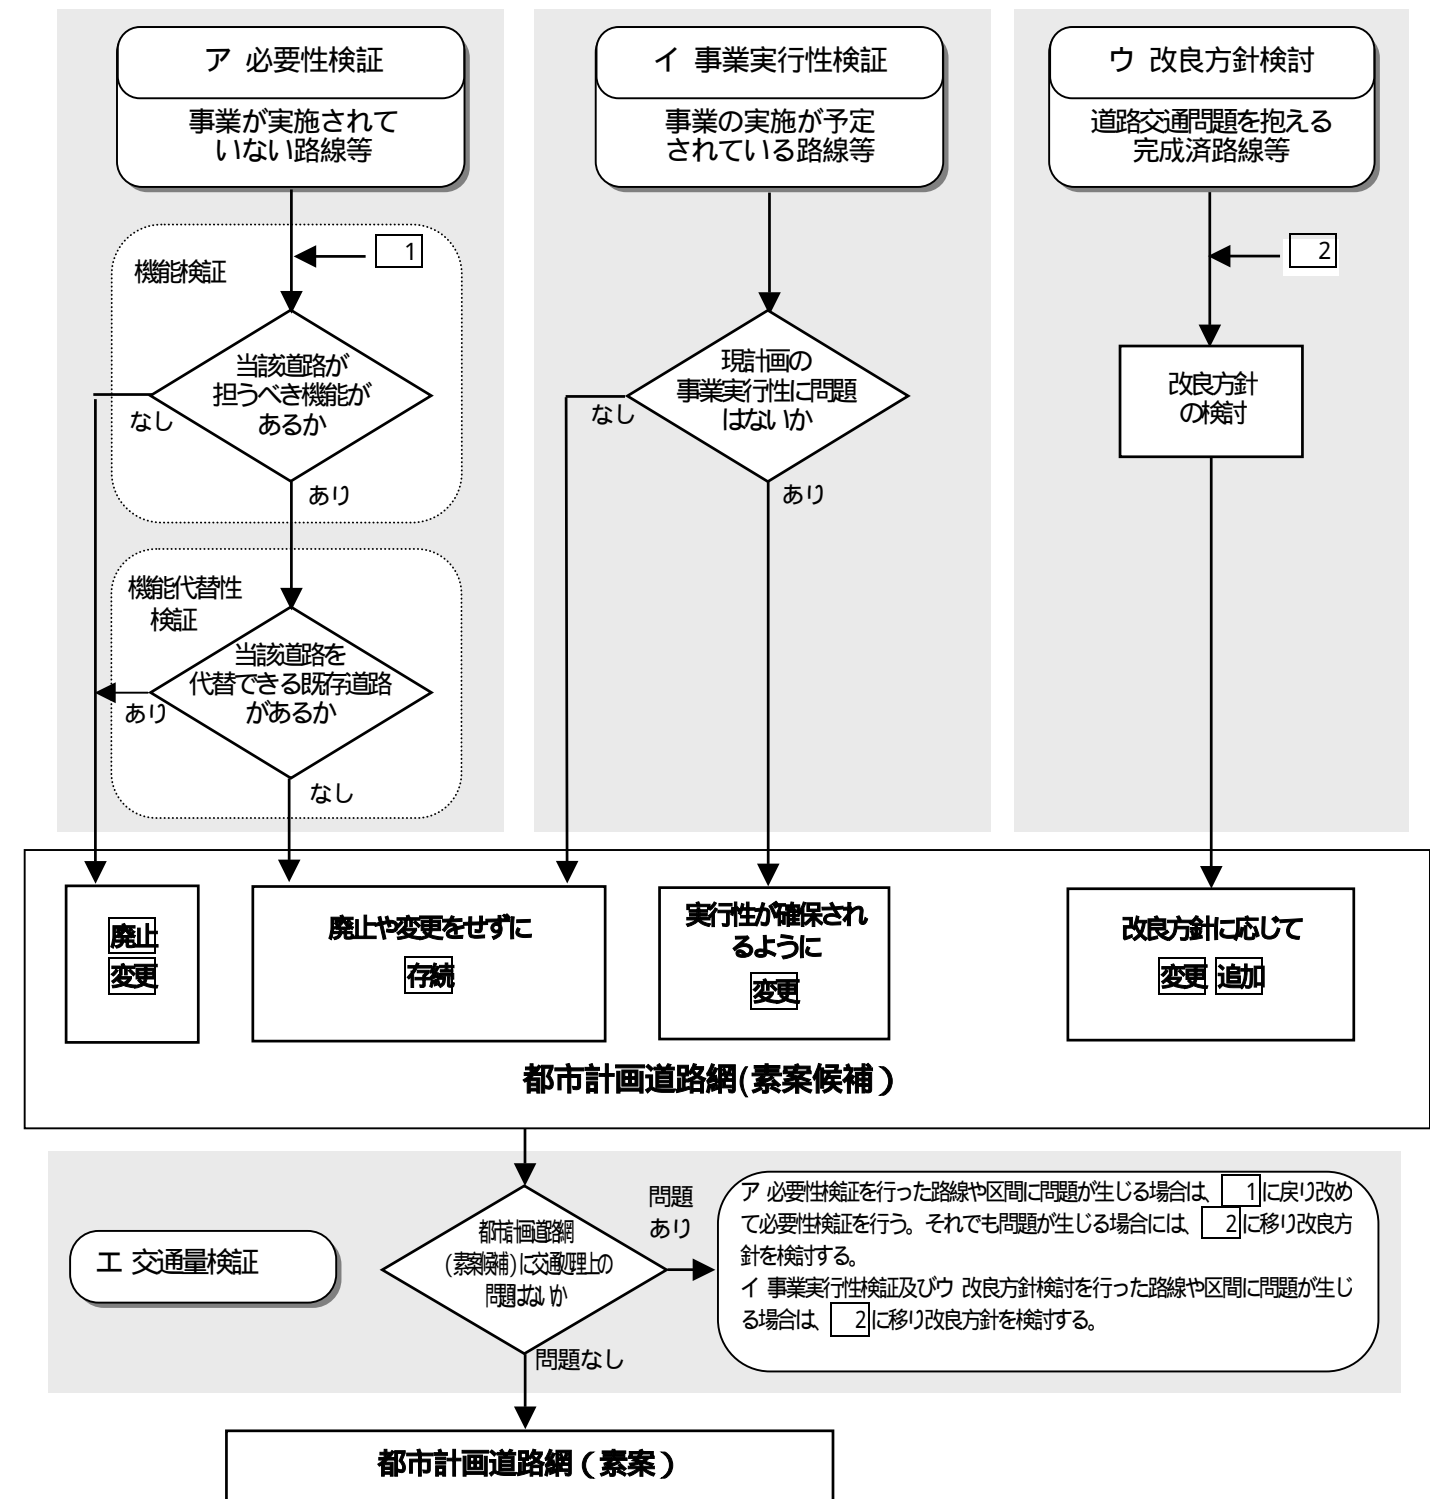 ア 必要性検証
事業が実施されて
いない路線等
1
機能検証
当該道路が
担うべき機能が
あるか
なし
あり
機能代替性
検証
当該道路を
代替できる既存道路
があるか
あり
なし
イ 事業実行性検証
事業の実施が予定
されている路線等
現計画の
事業実行性に問題
はないか
なし
あり
ウ 改良方針検討
道路交通問題を抱える
完成済路線等
2
改良方針
の検討
廃止
変更
廃止や変更をせずに
存続
実行性が確保され
るように
変更
改良方針に応じて
変更 追加
都市計画道路網(素案候補)
エ 交通量検証
都市計画道路網
(素案候補)に交通処理上の
問題はないか
問題
あり
問題なし
ア 必要性検証を行った路線や区間に問題が生じる場合は、 1に戻り改め
て必要性検証を行う。それでも問題が生じる場合には、 2に移り改良方
針を検討する。
イ 事業実行性検証及びウ 改良方針検討を行った路線や区間に問題が生じ
る場合は、 2に移り改良方針を検討する。
都市計画道路網(素案)